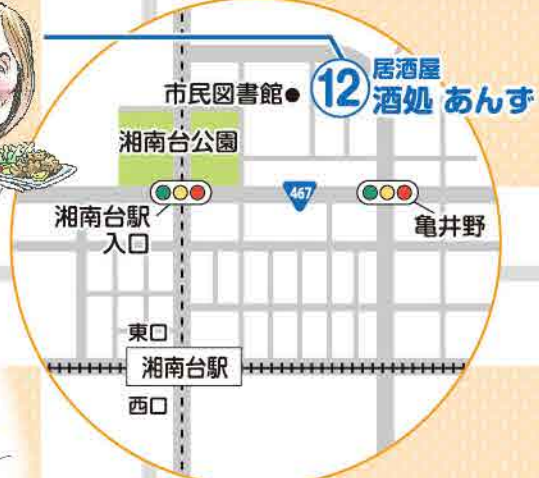 12
居酒屋
酒処 あんず
市民図書館●
湘南台公園
467
湘南台駅
入口
亀井野
東口
湘南台駅
西口